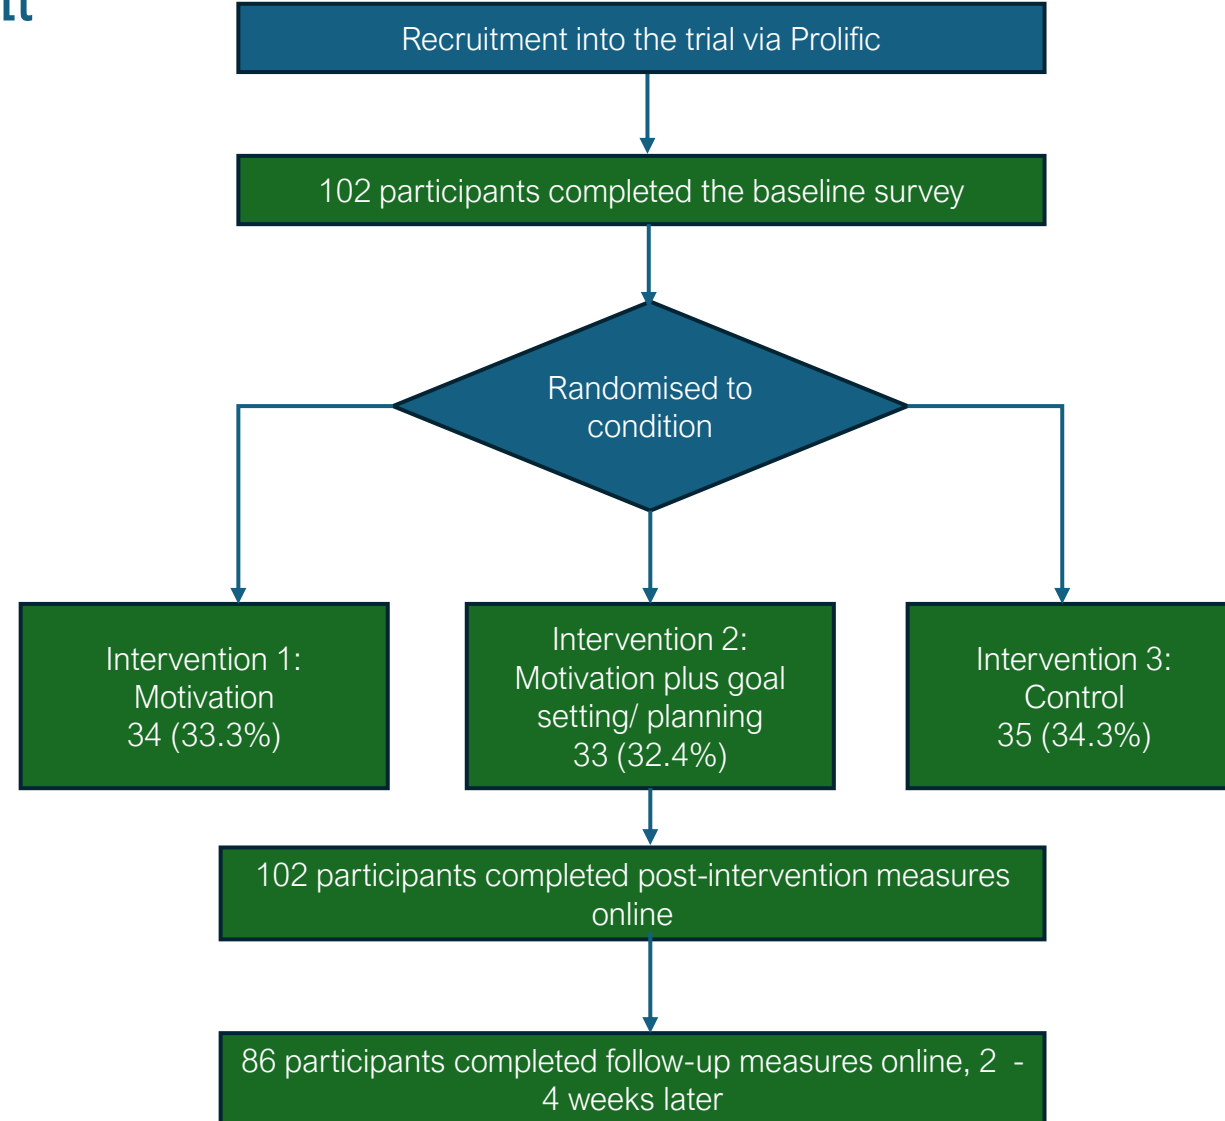 Recruitment into the trial via Prolific
102 participants completed the baseline survey
Randomised to
condition
Intervention 1:
Motivation
34 (33.3%)
Intervention 2:
Motivation plus goal
setting/ planning
33 (32.4%)
Intervention 3:
Control
35 (34.3%)
102 participants completed post-intervention measures
online
86 participants completed follow-up measures online, 2 -
4 weeks later